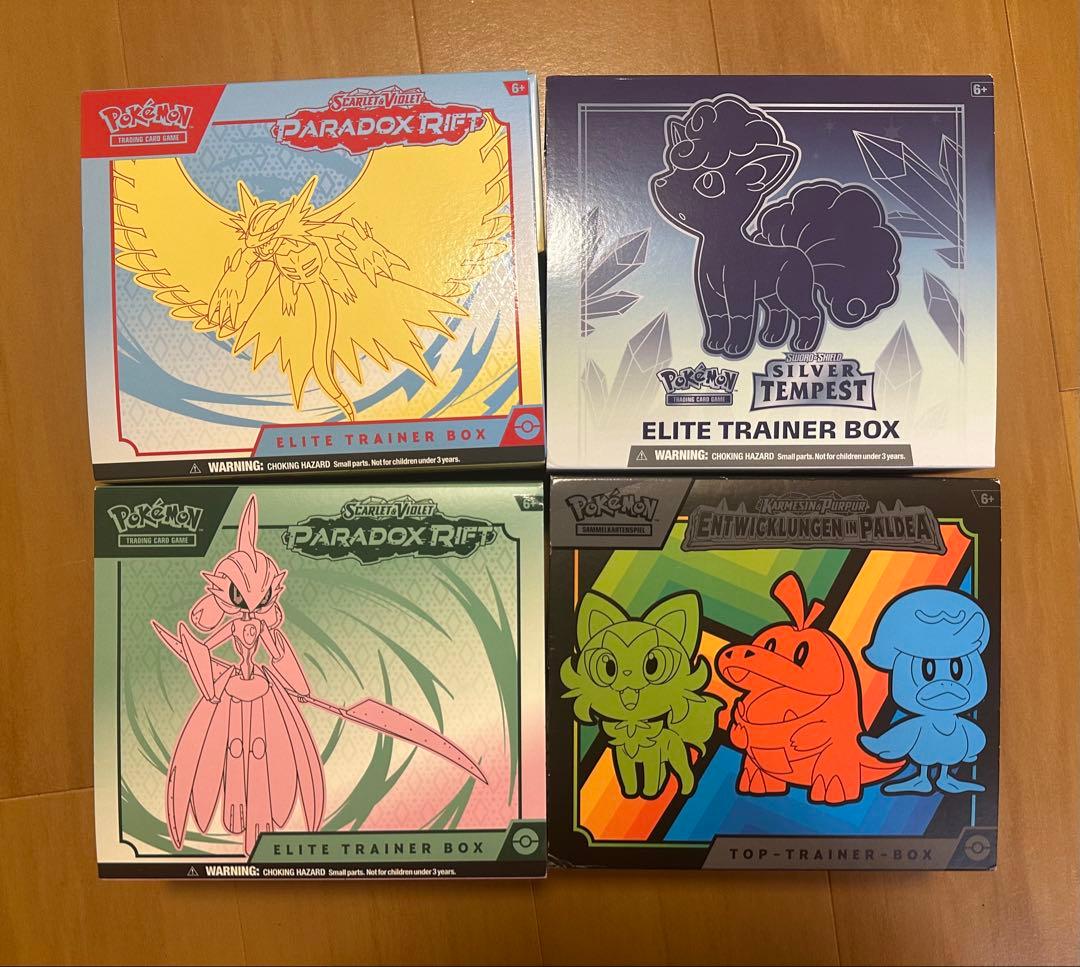 Pokémon
TRADING CARD GAME
SCARLET & VIOLET
PARADOX RIFT
6+
ELITE TRAINER BOX
WARNING: CHOKING HAZARD Small parts. Not for children under 3 years.
6+
Pokémon
TRADING CARD GAME
SWORD & SHIELD
SILVER
TEMPEST
ELITE TRAINER BOX
WARNING: CHOKING HAZARD Small parts. Not for children under 3 years.
Pokémon
TRADING CARD GAME
SCARLET & VIOLET
PARADOX RIFT
6+
ELITE TRAINER BOX
WARNING: CHOKING HAZARD Small parts. Not for children under 3 years.
Pokémon
SAMMELKARTENSPIEL
KARMESIN & PURPUR
ENTWICKLUNGEN IN PALDEA
6+
TOP-TRAINER-BOX